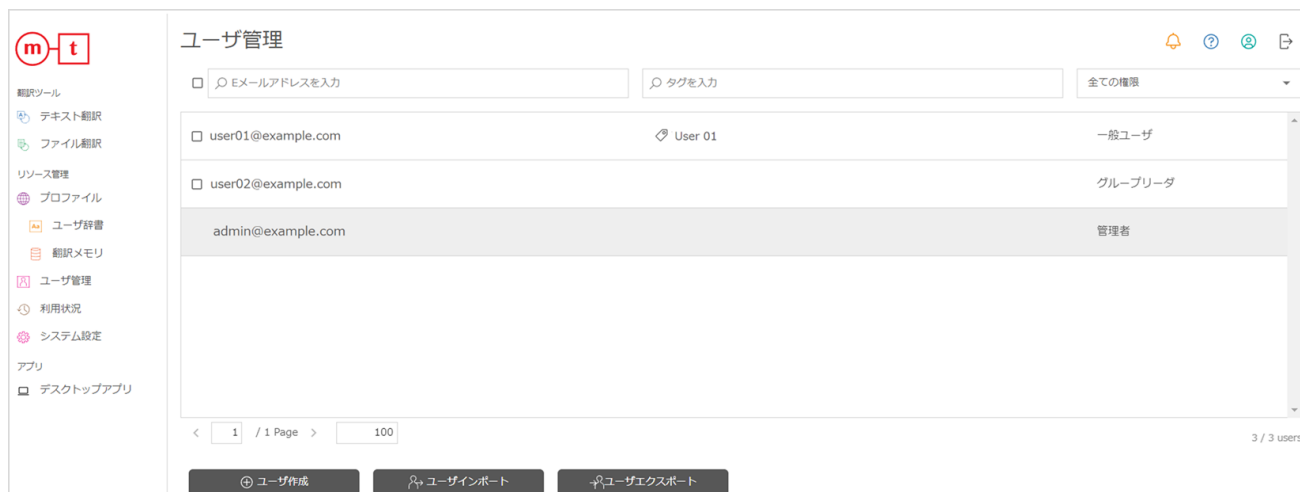 m t
ユーザ管理
Eメールアドレスを入力
タグを入力
全ての権限
翻訳ツール
テキスト翻訳
ファイル翻訳
リソース管理
プロファイル
Aa ユーザ辞書
翻訳メモリ
ユーザ管理
利用状況
システム設定
アプリ
デスクトップアプリ
user01@example.com User 01 一般ユーザ
user02@example.com グループリーダ
admin@example.com 管理者
< 1 / 1 Page > 100
3 / 3 users
ユーザ作成
ユーザインポート
ユーザエクスポート